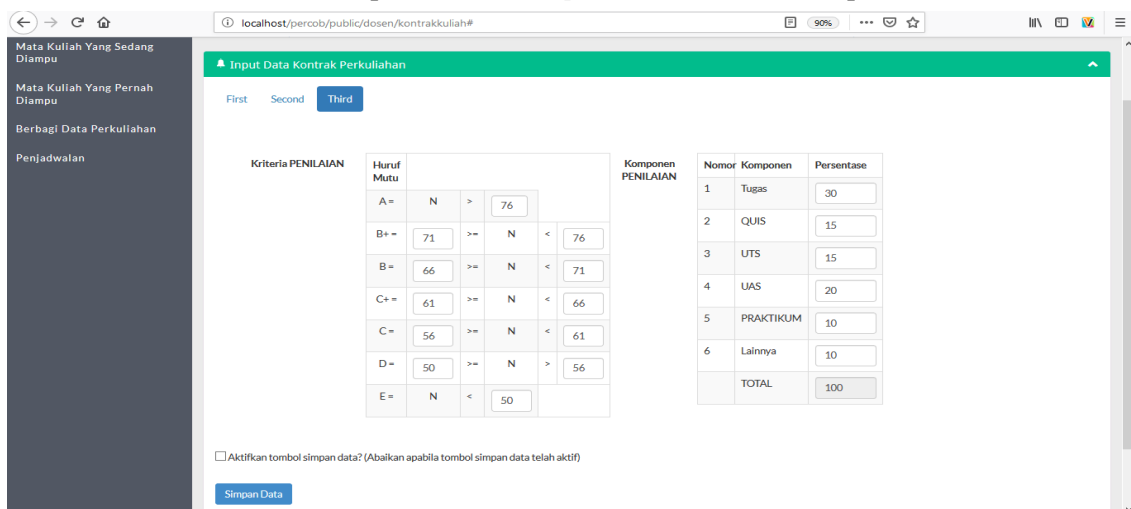 localhost/percob/public/dosen/kontrakkuliah#
90%
Mata Kuliah Yang Sedang
Diampu
Mata Kuliah Yang Pernah
Diampu
Berbagi Data Perkuliahan
Penjadwalan
Input Data Kontrak Perkuliahan
First Second Third
Kriteria PENILAIAN
Huruf
Mutu
A = N > 76
B+ = 71 >= N < 76
B = 66 >= N < 71
C+ = 61 >= N < 66
C = 56 >= N < 61
D = 50 >= N > 56
E = N < 50
Komponen
PENILAIAN
Nomor Komponen Persentase
1 Tugas 30
2 QUIS 15
3 UTS 15
4 UAS 20
5 PRAKTIKUM 10
6 Lainnya 10
TOTAL 100
Aktifkan tombol simpan data? (Abaikan apabila tombol simpan data telah aktif)
Simpan Data